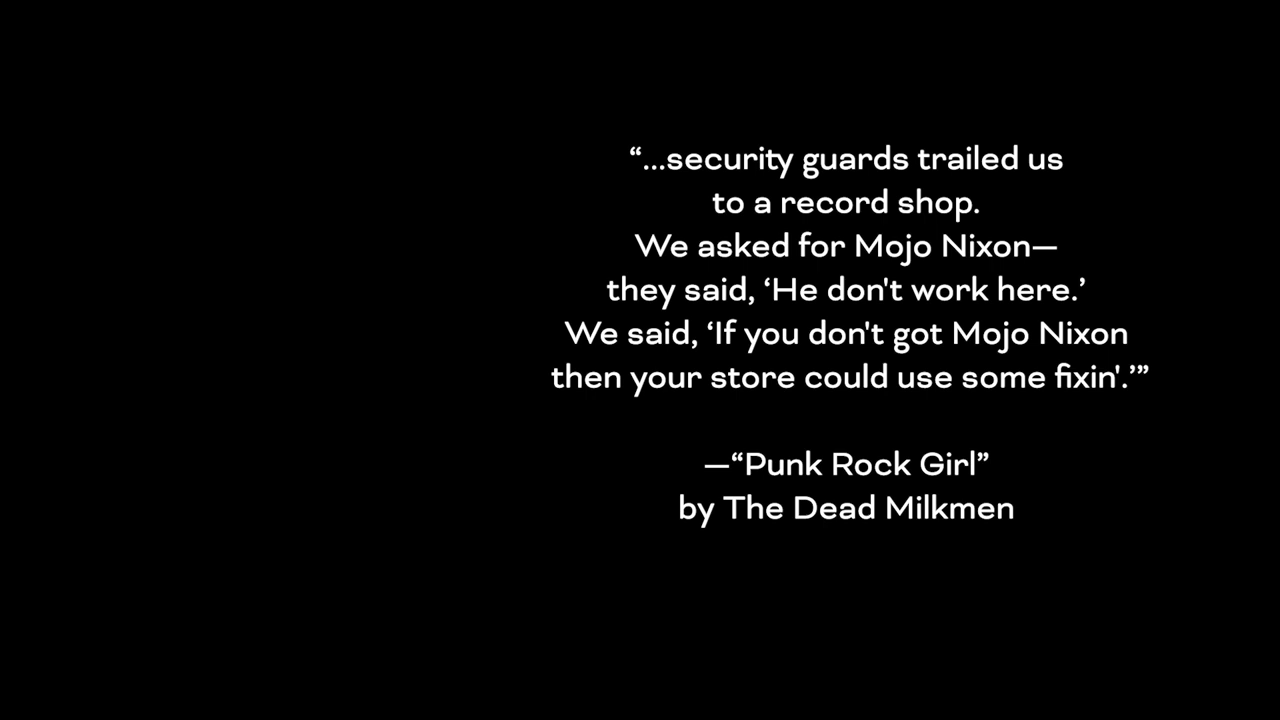 “...security guards trailed us
to a record shop.
We asked for Mojo Nixon—
they said, ‘He don't work here.’
We said, ‘If you don't got Mojo Nixon
then your store could use some fixin'.’”
—“Punk Rock Girl”
by The Dead Milkmen